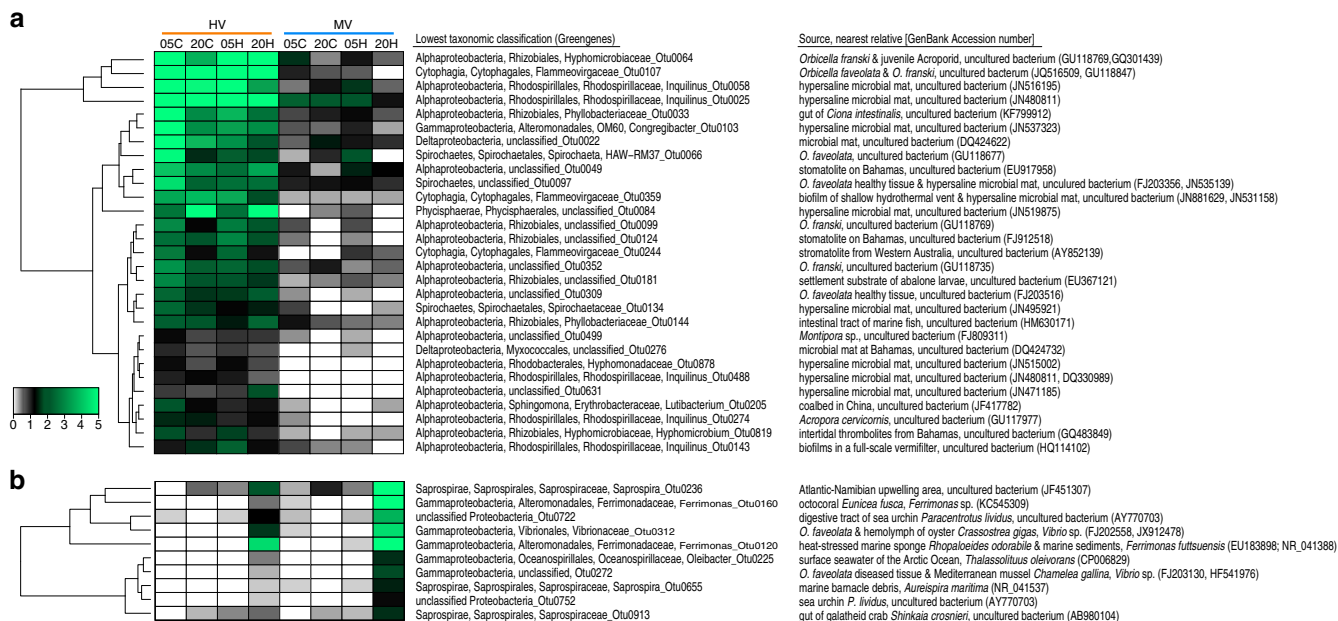 a
HV MV
05C 20C 05H 20H 05C 20C 05H 20H
Lowest taxonomic classification (Greengenes) Source, nearest relative [GenBank Accession number]
Alphaproteobacteria, Rhizobiales, Hyphomicrobiaceae_Otu0064 Orbicella franski & juvenile Acroporid, uncultured bacterium (GU118769,GQ301439)
Cytophagia, Cytophagales, Flammeovirgaceae_Otu0107 Orbicella faveolata & O. franski, uncultured bacterium (JQ516509, GU118847)
Alphaproteobacteria, Rhodospirillales, Rhodospirillaceae, Inquilinus_Otu0058 hypersaline microbial mat, uncultured bacterium (JN516195)
Alphaproteobacteria, Rhodospirillales, Rhodospirillaceae, Inquilinus_Otu0025 hypersaline microbial mat, uncultured bacterium (JN480811)
Alphaproteobacteria, Rhizobiales, Phyllobacteriaceae_Otu0033 gut of Ciona intestinalis, uncultured bacterium (KF799912)
Gammaproteobacteria, Alteromonadales, OM60, Congregibacter_Otu0103 hypersaline microbial mat, uncultured bacterium (JN537323)
Deltaproteobacteria, unclassified_Otu0022 microbial mat, uncultured bacterium (DQ424622)
Spirochaetes, Spirochaetales, Spirochaeta, HAW-RM37_Otu0066 O. faveolata, uncultured bacterium (GU118677)
Alphaproteobacteria, unclassified_Otu0049 stomatolite on Bahamas, uncultured bacterium (EU917958)
Spirochaetes, unclassified_Otu0097 O. faveolata healthy tissue & hypersaline microbial mat, uncultured bacterium (FJ203356, JN535139)
Cytophagia, Cytophagales, Flammeovirgaceae_Otu0359 biofilm of shallow hydrothermal vent & hypersaline microbial mat, uncultured bacterium (JN881629, JN531158)
Phycisphaerae, Phycisphaerales, unclassified_Otu0084 hypersaline microbial mat, uncultured bacterium (JN519875)
Alphaproteobacteria, Rhizobiales, unclassified_Otu0099 O. franski, uncultured bacterium (GU118769)
Alphaproteobacteria, Rhizobiales, unclassified_Otu0124 stomatolite on Bahamas, uncultured bacterium (FJ912518)
Cytophagia, Cytophagales, Flammeovirgaceae_Otu0244 stromatolite from Western Australia, uncultured bacterium (AY852139)
Alphaproteobacteria, unclassified_Otu0352 O. franski, uncultured bacterium (GU118735)
Alphaproteobacteria, Rhizobiales, unclassified_Otu0181 settlement substrate of abalone larvae, uncultured bacterium (EU367121)
Alphaproteobacteria, unclassified_Otu0309 O. faveolata healthy tissue, uncultured bacterium (FJ203516)
Spirochaetes, Spirochaetales, Spirochaetaceae_Otu0134 hypersaline microbial mat, uncultured bacterium (JN495921)
Alphaproteobacteria, Rhizobiales, Phyllobacteriaceae_Otu0144 intestinal tract of marine fish, uncultured bacterium (HM630171)
Alphaproteobacteria, unclassified_Otu0499 Montipora sp., uncultured bacterium (FJ809311)
Deltaproteobacteria, Myxococcales, unclassified_Otu0276 microbial mat at Bahamas, uncultured bacterium (DQ424732)
Alphaproteobacteria, Rhodobacterales, Hyphomonadaceae_Otu0878 hypersaline microbial mat, uncultured bacterium (JN515002)
Alphaproteobacteria, Rhodospirillales, Rhodospirillaceae, Inquilinus_Otu0488 hypersaline microbial mat, uncultured bacterium (JN480811, DQ330989)
Alphaproteobacteria, unclassified_Otu0631 hypersaline microbial mat, uncultured bacterium (JN471185)
Alphaproteobacteria, Sphingomona, Erythrobacteraceae, Lutibacterium_Otu0205 coalbed in China, uncultured bacterium (JF417782)
Alphaproteobacteria, Rhodospirillales, Rhodospirillaceae, Inquilinus_Otu0274 Acropora cervicornis, uncultured bacterium (GU117977)
Alphaproteobacteria, Rhizobiales, Hyphomicrobiaceae, Hyphomicrobium_Otu0819 intertidal thrombolites from Bahamas, uncultured bacterium (GQ483849)
Alphaproteobacteria, Rhodospirillales, Rhodospirillaceae, Inquilinus_Otu0143 biofilms in a full-scale vermifilter, uncultured bacterium (HQ114102)
0 1 2 3 4 5
b
Saprospirae, Saprospirales, Saprospiraceae, Saprospira_Otu0236 Atlantic-Namibian upwelling area, uncultured bacterium (JF451307)
Gammaproteobacteria, Alteromonadales, Ferrimonadaceae, Ferrimonas_Otu0160 octocoral Eunicea fusca, Ferrimonas sp. (KC545309)
unclassified Proteobacteria_Otu0722 digestive tract of sea urchin Paracentrotus lividus, uncultured bacterium (AY770703)
Gammaproteobacteria, Vibrionales, Vibrionaceae_Otu0312 O. faveolata & hemolymph of oyster Crassostrea gigas, Vibrio sp. (FJ202558, JX912478)
Gammaproteobacteria, Alteromonadales, Ferrimonadaceae, Ferrimonas_Otu0120 heat-stressed marine sponge Rhopaloeides odorabile & marine sediments, Ferrimonas futtsuensis (EU183898; NR_041388)
Gammaproteobacteria, Oceanospirillales, Oceanospirillaceae, Oleibacter_Otu0225 surface seawater of the Arctic Ocean, Thalassolituus oleivorans (CP006829)
Gammaproteobacteria, unclassified, Otu0272 O. faveolata diseased tissue & Mediterranean mussel Chamelea gallina, Vibrio sp. (FJ203130, HF541976)
Saprospirae, Saprospirales, Saprospiraceae, Saprospira_Otu0655 marine barnacle debris, Aureispira maritima (NR_041537)
unclassified Proteobacteria_Otu0752 sea urchin P. lividus, uncultured bacterium (AY770703)
Saprospirae, Saprospirales, Saprospiraceae_Otu0913 gut of galatheid crab Shinkaia crosnieri, uncultured bacterium (AB980104)